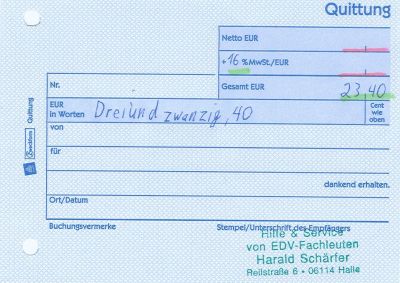 Quittung
Netto EUR
+ 16 % MwSt./EUR
Gesamt EUR 23,40
Nr.
EUR in Worten Dreiundzwanzig, 40 Cent wie oben
von
für
dankend erhalten.
Ort/Datum
Buchungsvermerke Stempel/Unterschrift des Empfängers
Hilfe & Service
von EDV-Fachleuten
Harald Schärfer
Reilstraße 6 • 06114 Halle
Quittung